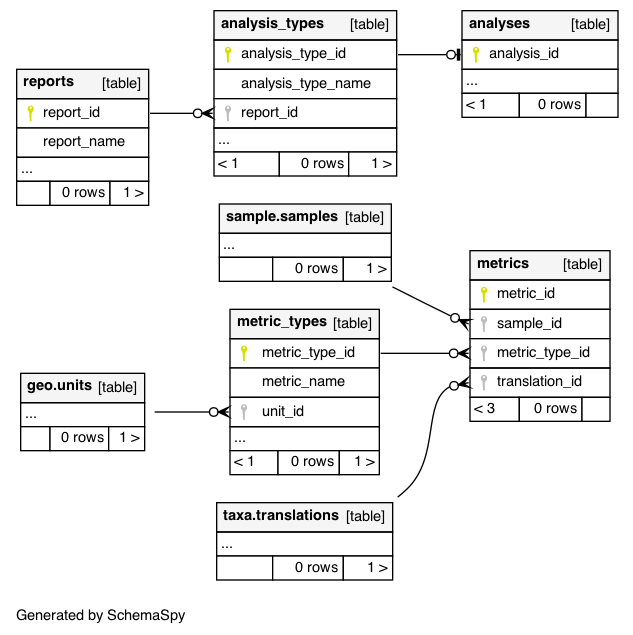 analysis_types [table]
analysis_type_id
analysis_type_name
report_id
...
< 1 0 rows 1 >
analyses [table]
analysis_id
...
< 1 0 rows
reports [table]
report_id
report_name
...
0 rows 1 >
sample.samples [table]
...
0 rows 1 >
metrics [table]
metric_id
sample_id
metric_type_id
translation_id
< 3 0 rows
metric_types [table]
metric_type_id
metric_name
unit_id
...
< 1 0 rows 1 >
geo.units [table]
...
0 rows 1 >
taxa.translations [table]
...
0 rows 1 >
Generated by SchemaSpy